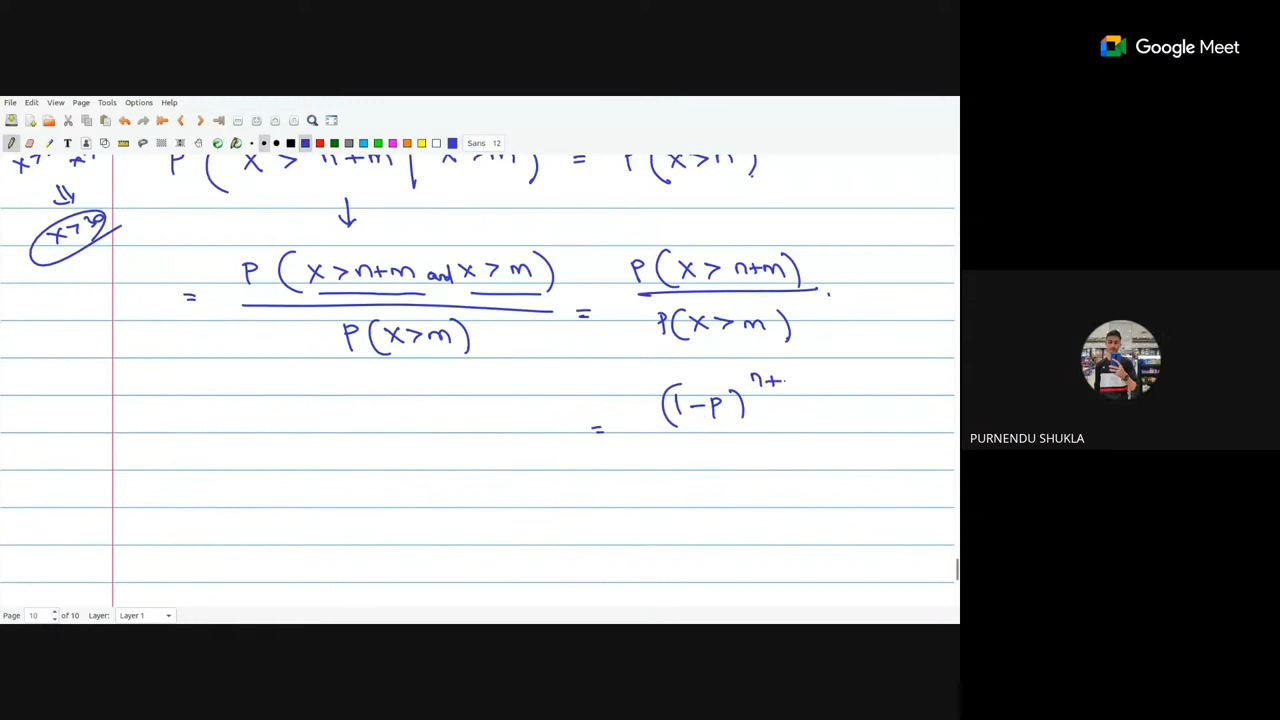 Google Meet
File Edit View Page Tools Options Help
Sans 12
P ( X > n+m | X > m ) = P(X>n).
↓
X > 30
= P ( X > n+m and X > m ) / P(X>m) = P ( X > n+m ) / P(X > m ) .
= (1-p)^n+
PURNENDU SHUKLA
Page 10 of 10 Layer: Layer 1